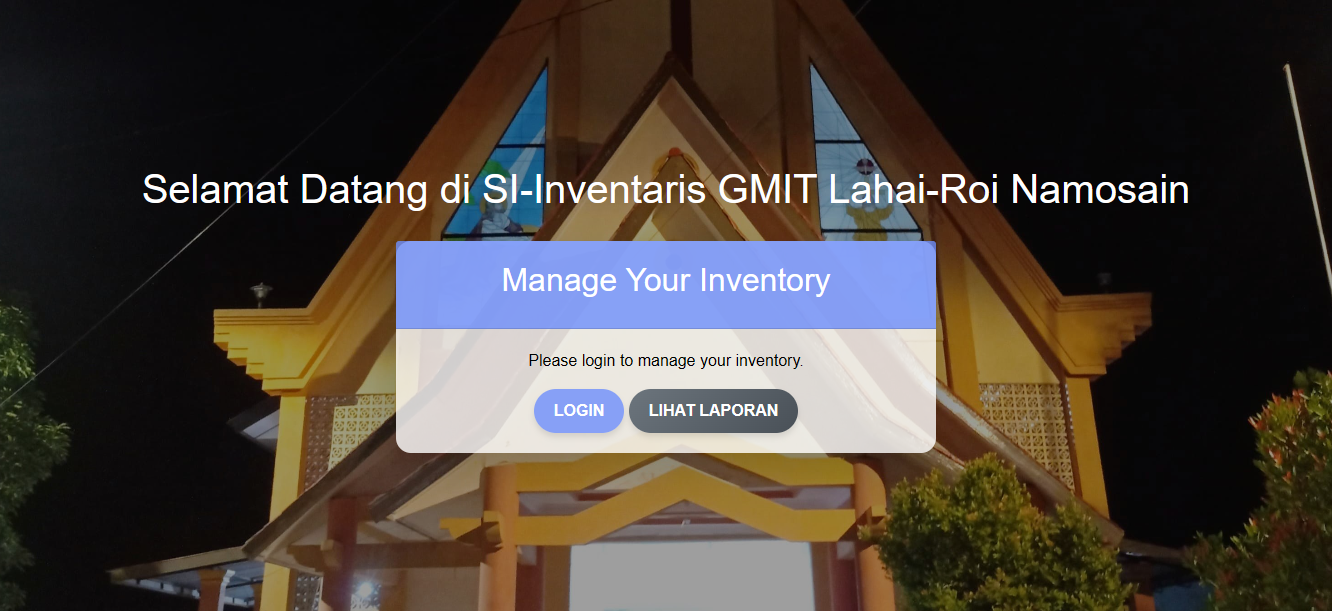 Selamat Datang di SI-Inventaris GMIT Lahai-Roi Namosain
Manage Your Inventory
Please login to manage your inventory.
LOGIN LIHAT LAPORAN